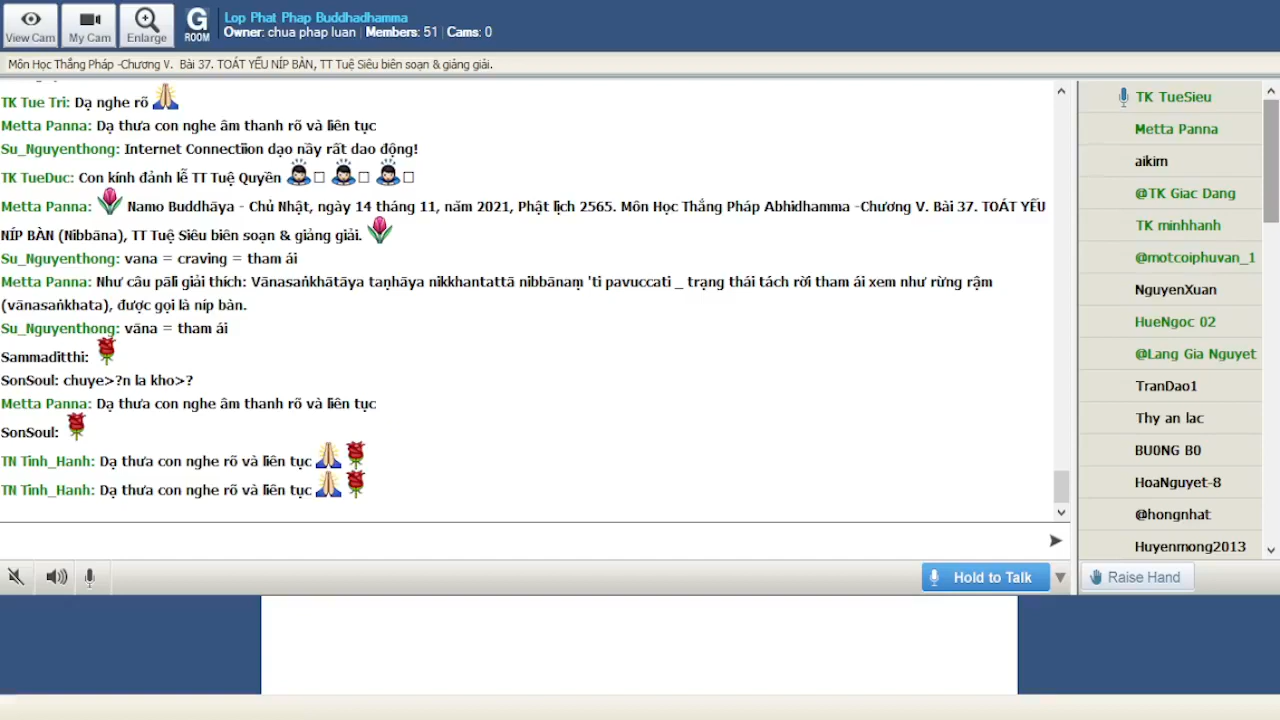 View Cam
My Cam
Enlarge
G ROOM
Lop Phat Phap Buddhadhamma
Owner: chua phap luan | Members: 51 | Cams: 0
Môn Học Thắng Pháp -Chương V. Bài 37. TOÁT YẾU NÍP BÀN, TT Tuệ Siêu biên soạn & giảng giải.
TK Tue Tri: Dạ nghe rõ
Metta Panna: Dạ thưa con nghe âm thanh rõ và liên tục
Su_Nguyenthong: Internet Connectiion dạo nầy rất dao động!
TK TueDuc: Con kính đảnh lễ TT Tuệ Quyền
Metta Panna: Namo Buddhāya - Chủ Nhật, ngày 14 tháng 11, năm 2021, Phật lịch 2565. Môn Học Thắng Pháp Abhidhamma -Chương V. Bài 37. TOÁT YẾU
NÍP BÀN (Nibbāna), TT Tuệ Siêu biên soạn & giảng giải.
Su_Nguyenthong: vana = craving = tham ái
Metta Panna: Như câu pāli giải thích: Vānasaṅkhātāya taṇhāya nikkhantattā nibbānaṃ 'ti pavuccati _ trạng thái tách rời tham ái xem như rừng rậm
(vānasaṅkhata), được gọi là níp bàn.
Su_Nguyenthong: vāna = tham ái
Sammaditthi:
SonSoul: chuye>?n la kho>?
Metta Panna: Dạ thưa con nghe âm thanh rõ và liên tục
SonSoul:
TN Tinh_Hanh: Dạ thưa con nghe rõ và liên tục
TN Tinh_Hanh: Dạ thưa con nghe rõ và liên tục
Hold to Talk
TK TueSieu
Metta Panna
aikim
@TK Giac Dang
TK minhhanh
@motcoiphuvan_1
NguyenXuan
HueNgoc 02
@Lang Gia Nguyet
TranDao1
Thy an lac
BU0NG B0
HoaNguyet-8
@hongnhat
Huyenmong2013
Raise Hand